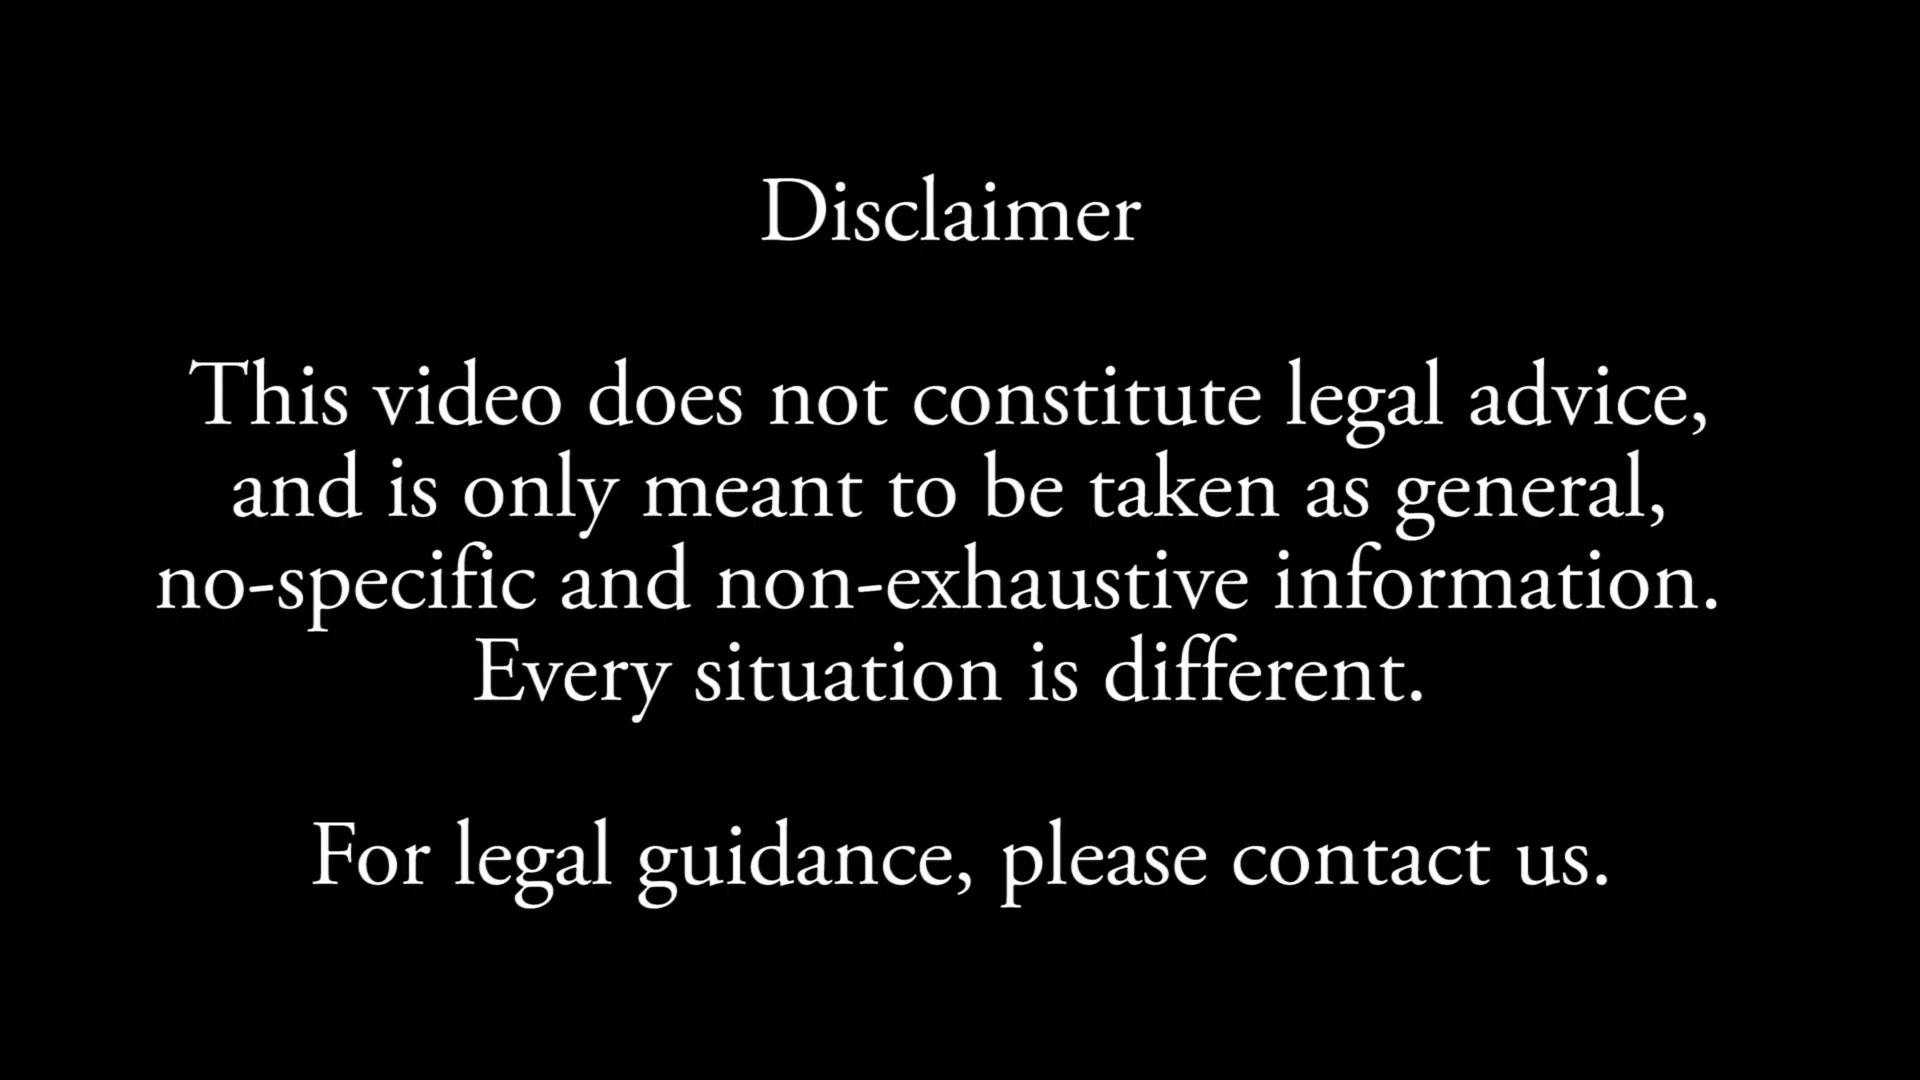 Disclaimer
This video does not constitute legal advice,
and is only meant to be taken as general,
no-specific and non-exhaustive information.
Every situation is different.
For legal guidance, please contact us.